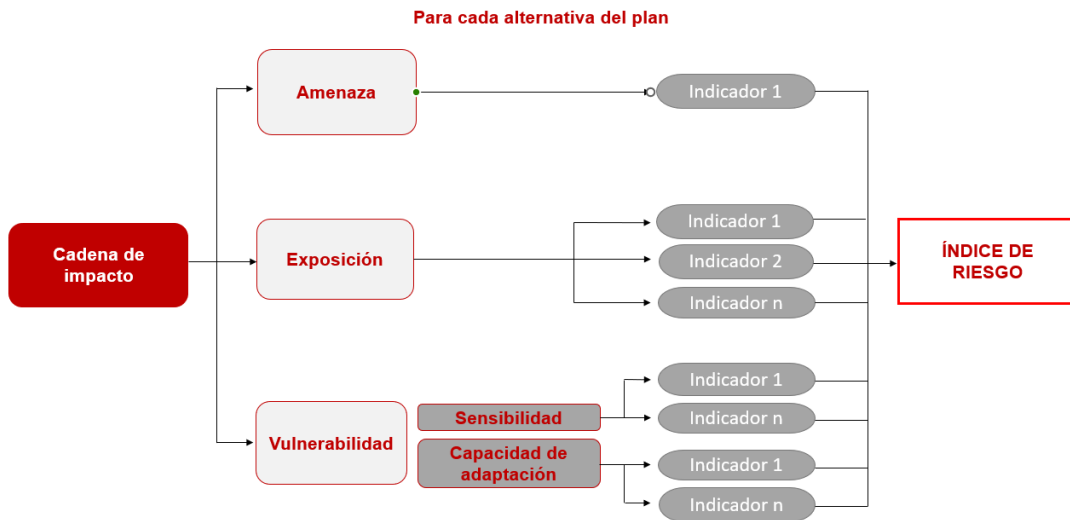 Para cada alternativa del plan
Amenaza
Indicador 1
Cadena de
impacto
Exposición
Indicador 1
Indicador 2
Indicador n
ÍNDICE DE
RIESGO
Vulnerabilidad
Sensibilidad
Indicador 1
Indicador n
Capacidad de
adaptación
Indicador 1
Indicador n